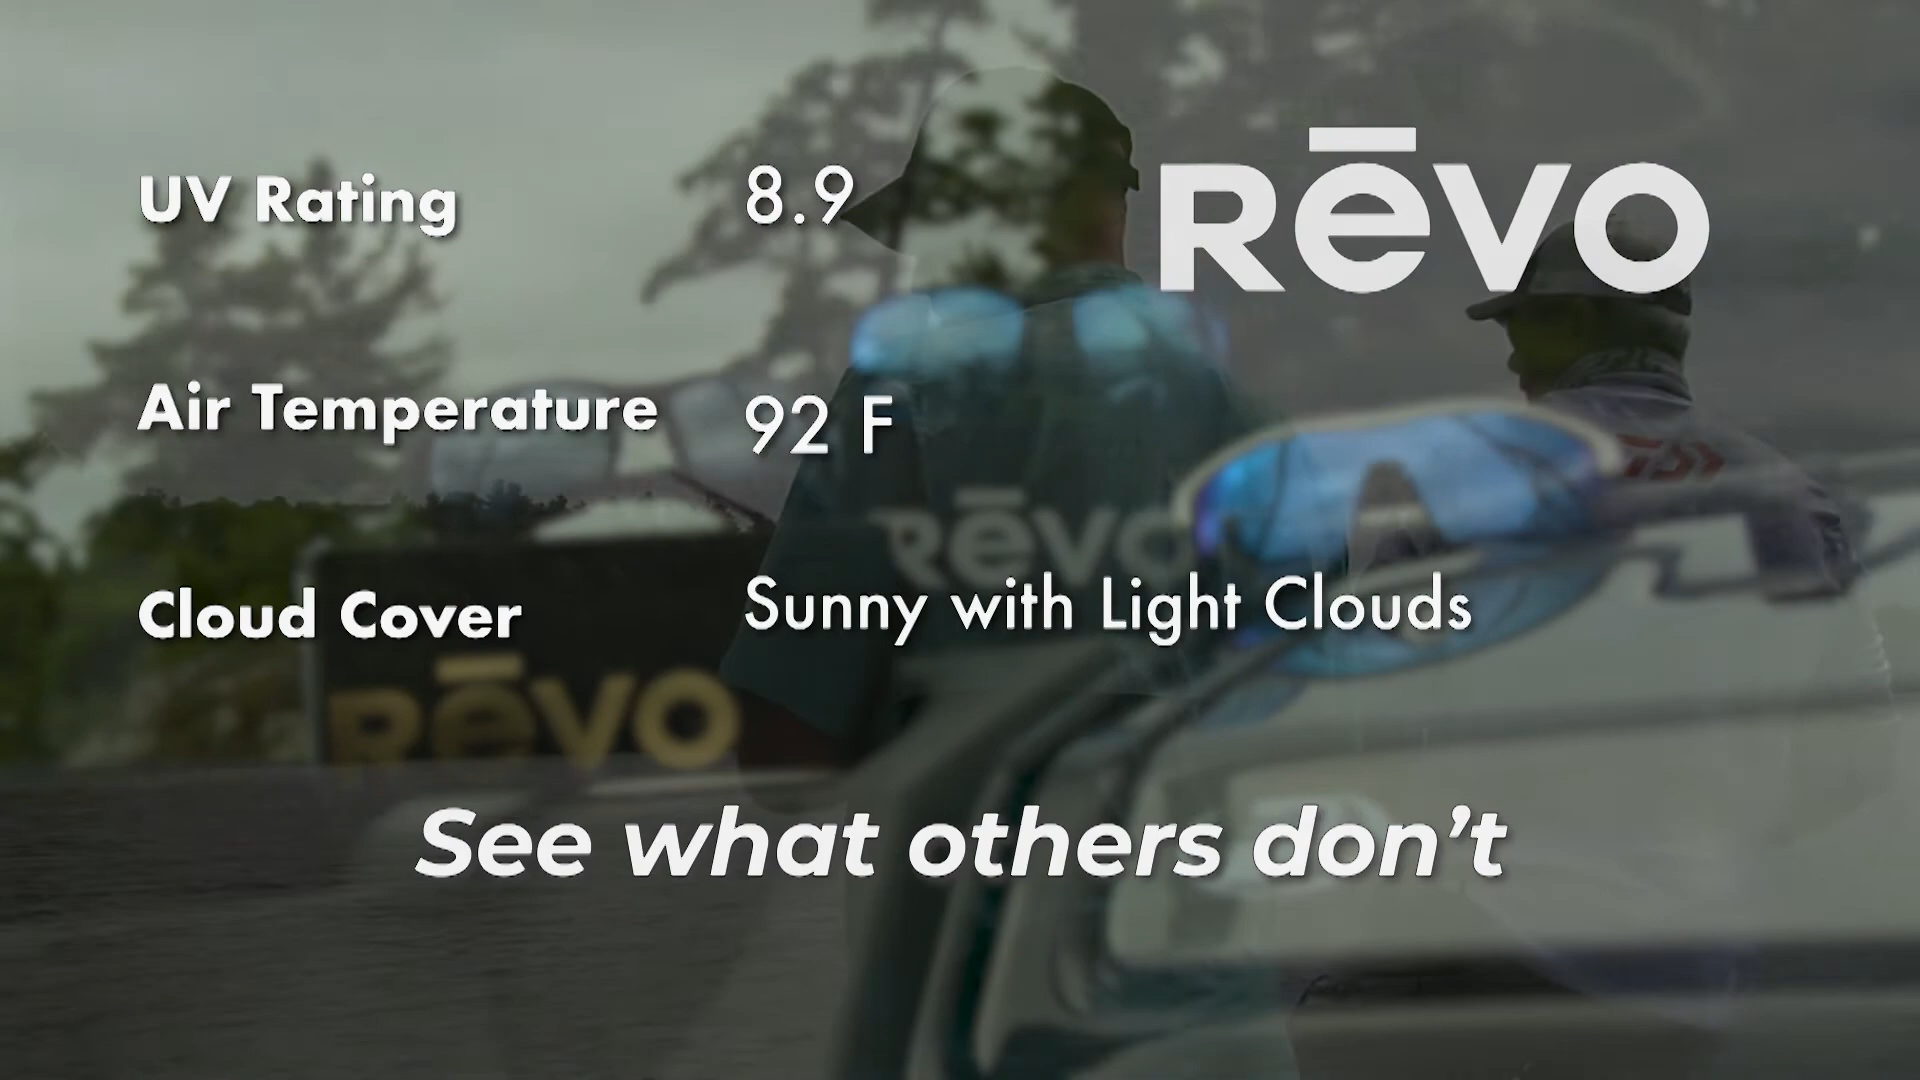 UV Rating 8.9
Rēvo
Air Temperature 92 F
Rēvo
Cloud Cover Sunny with Light Clouds
Rēvo
See what others don't